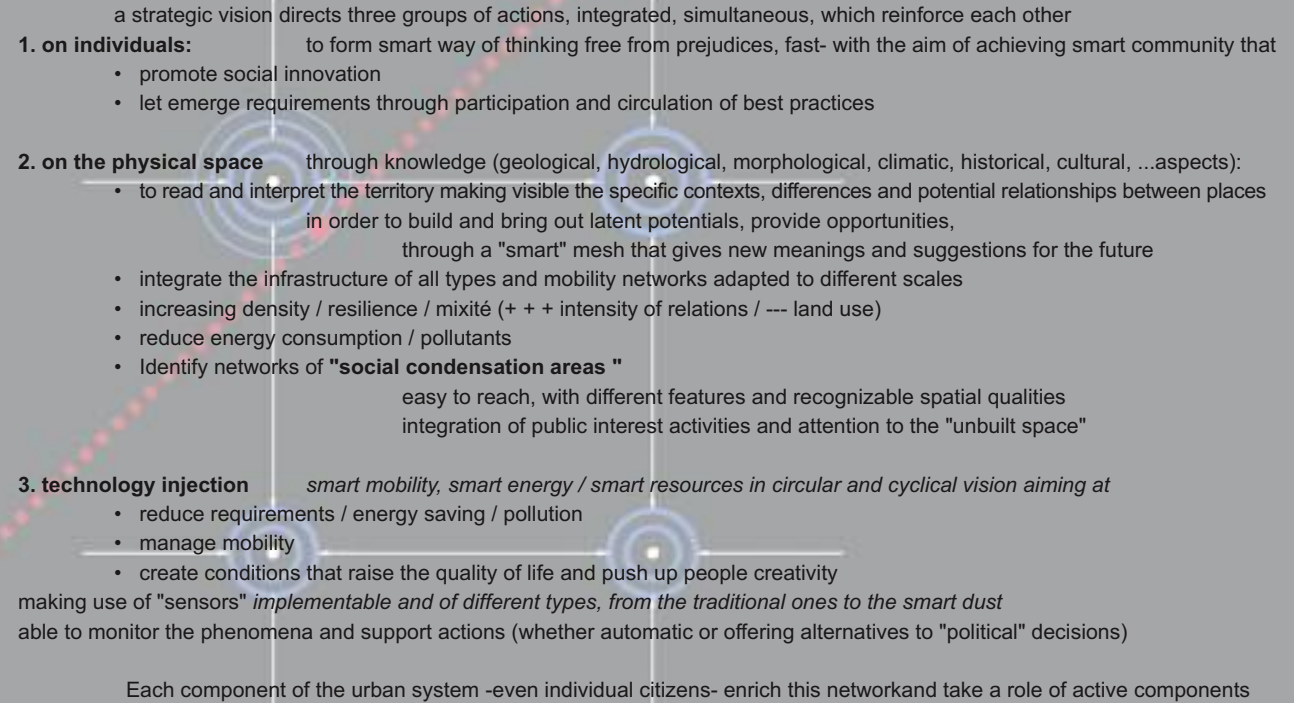 a strategic vision directs three groups of actions, integrated, simultaneous, which reinforce each other
1. on individuals: to form smart way of thinking free from prejudices, fast- with the aim of achieving smart community that
• promote social innovation
• let emerge requirements through participation and circulation of best practices
2. on the physical space through knowledge (geological, hydrological, morphological, climatic, historical, cultural, ...aspects):
• to read and interpret the territory making visible the specific contexts, differences and potential relationships between places
in order to build and bring out latent potentials, provide opportunities,
through a "smart" mesh that gives new meanings and suggestions for the future
• integrate the infrastructure of all types and mobility networks adapted to different scales
• increasing density / resilience / mixité (+ + + intensity of relations / --- land use)
• reduce energy consumption / pollutants
• Identify networks of "social condensation areas "
easy to reach, with different features and recognizable spatial qualities
integration of public interest activities and attention to the "unbuilt space"
3. technology injection smart mobility, smart energy / smart resources in circular and cyclical vision aiming at
• reduce requirements / energy saving / pollution
• manage mobility
• create conditions that raise the quality of life and push up people creativity
making use of "sensors" implementable and of different types, from the traditional ones to the smart dust
able to monitor the phenomena and support actions (whether automatic or offering alternatives to "political" decisions)
Each component of the urban system -even individual citizens- enrich this networkand take a role of active components